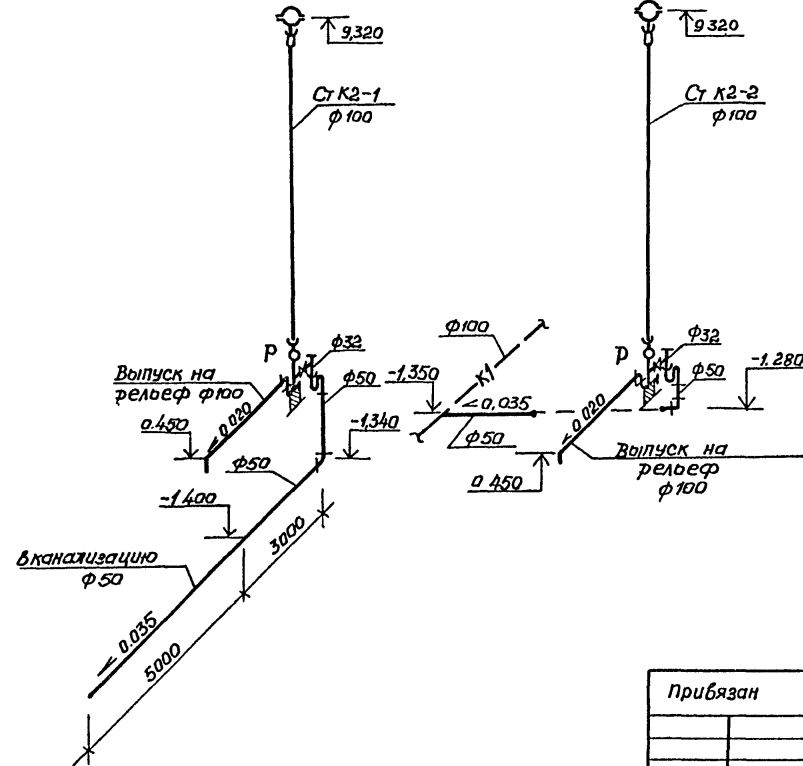 9,320
Ст К2-1
ф100
9320
Ст К2-2
ф100
Р
ф32
ф50
Выпуск на
рельеф ф100
0.020
0.450
-1,340
ф50
-1.400
3000
В канализацию
ф50
0.035
5000
ф100
К1
-1,350
0,035
ф50
Р
ф32
ф50
-1.280
0.020
0.450
Выпуск на
рельеф
ф100
Привязан